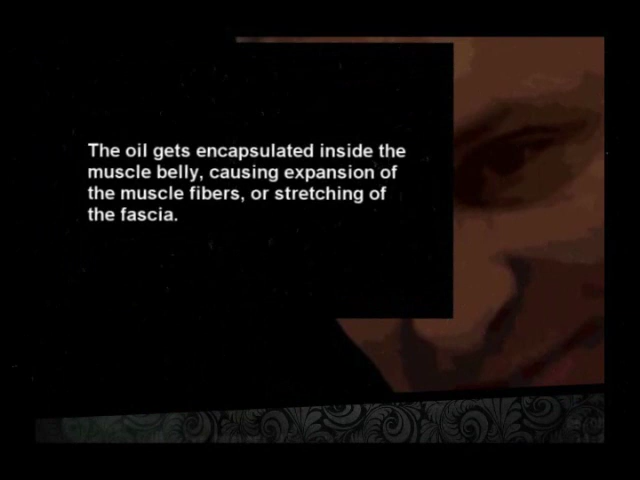 The oil gets encapsulated inside the
muscle belly, causing expansion of
the muscle fibers, or stretching of
the fascia.